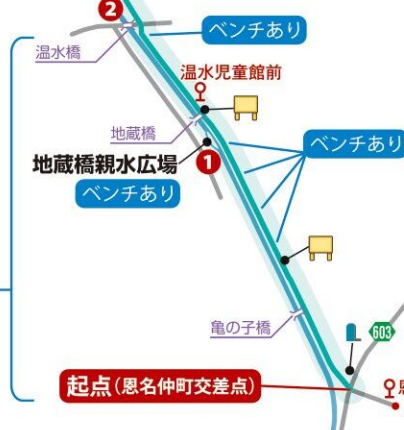 2
ベンチあり
温水橋
温水児童館前
地蔵橋
ベンチあり
地蔵橋親水広場
1
ベンチあり
亀の子橋
603
起点(恩名仲町交差点)
恩